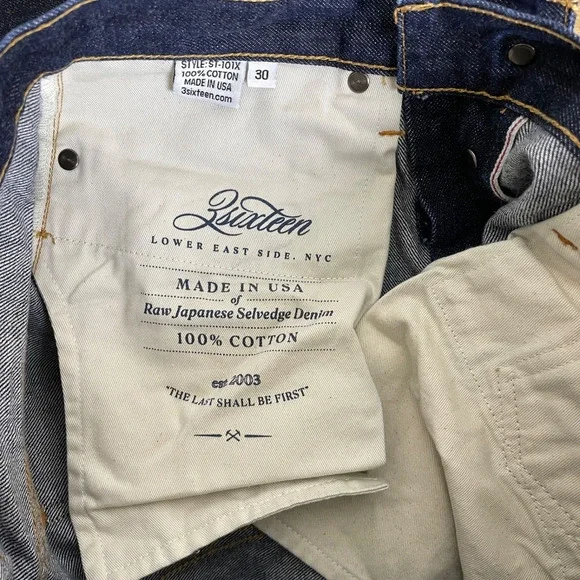 STYLE: ST-101X
100% COTTON
MADE IN USA
3sixteen.com
30
3sixteen
LOWER EAST SIDE, NYC
MADE IN USA
of
Raw Japanese Selvedge Denim
100% COTTON
est 2003
"THE LAST SHALL BE FIRST"